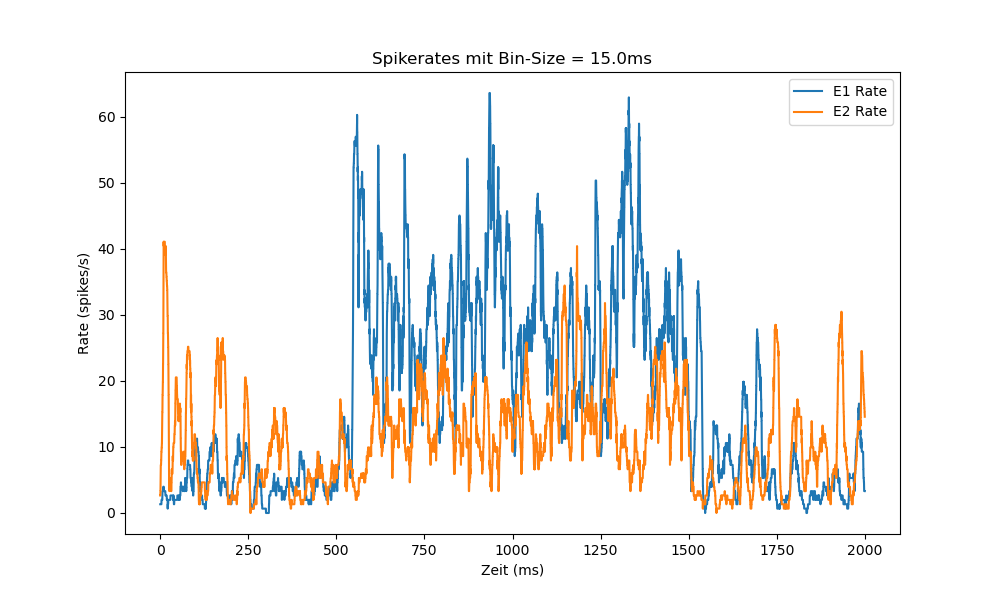 Spikerates mit Bin-Size = 15.0ms
E1 Rate
E2 Rate
60
50
40
30
20
10
0
Rate (spikes/s)
0 250 500 750 1000 1250 1500 1750 2000
Zeit (ms)